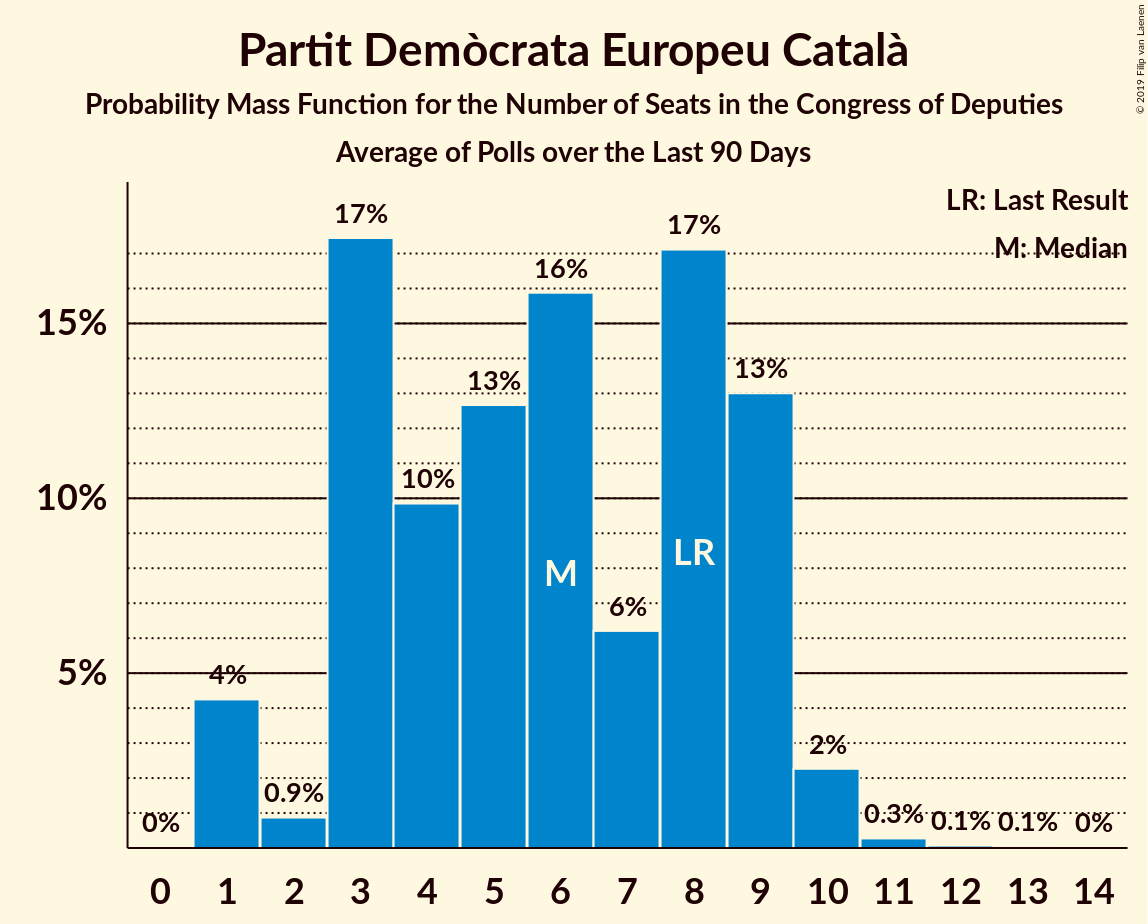 Partit Demòcrata Europeu Català
Probability Mass Function for the Number of Seats in the Congress of Deputies
Average of Polls over the Last 90 Days
© 2019 Filip van Laenen
LR: Last Result
M: Median
15%
10%
5%
0%
4%
0.9%
17%
10%
13%
16%
6%
17%
13%
2%
0.3%
0.1%
0.1%
0%
M
LR
0 1 2 3 4 5 6 7 8 9 10 11 12 13 14